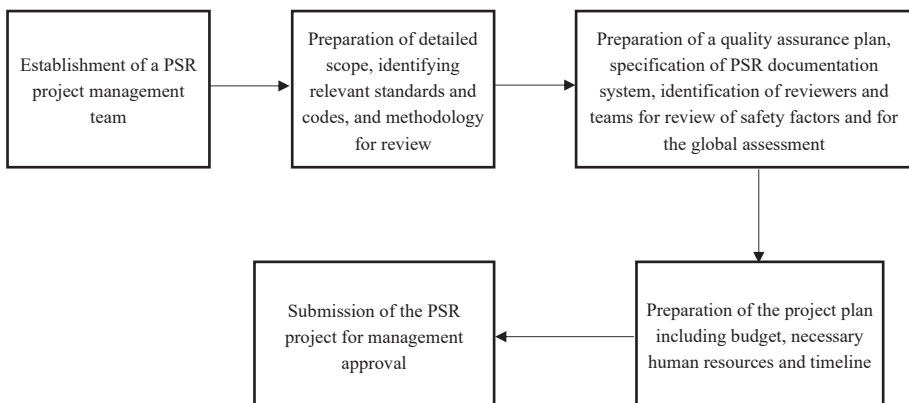 Establishment of a PSR
project management
team
Preparation of detailed
scope, identifying
relevant standards and
codes, and methodology
for review
Preparation of a quality assurance plan,
specification of PSR documentation
system, identification of reviewers and
teams for review of safety factors and for
the global assessment
Preparation of the project plan
including budget, necessary
human resources and timeline
Submission of the PSR
project for management
approval